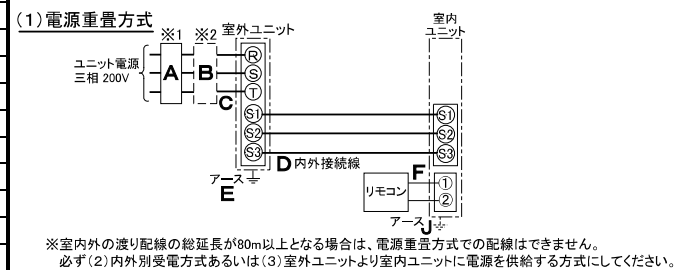 (1)電源重畳方式
※1 ※2 室外ユニット 室内ユニット
ユニット電源
三相 200V
A B
C
R
S
T
S1 S1
S2 S2
S3 S3
D 内外接続線
アース
E
リモコン
F
①
②
アース J
※室内外の渡り配線の総延長が80m以上となる場合は、電源重畳方式での配線はできません。
必ず(2)内外別受電方式あるいは(3)室外ユニットより室内ユニットに電源を供給する方式にしてください。